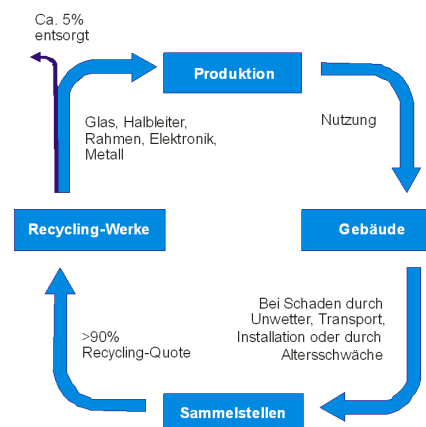 Ca. 5%
entsorgt
Produktion
Glas, Halbleiter,
Rahmen, Elektronik,
Metall
Nutzung
Recycling-Werke
Gebäude
Bei Schaden durch
Unwetter, Transport,
Installation oder durch
Altersschwäche
>90%
Recycling-Quote
Sammelstellen